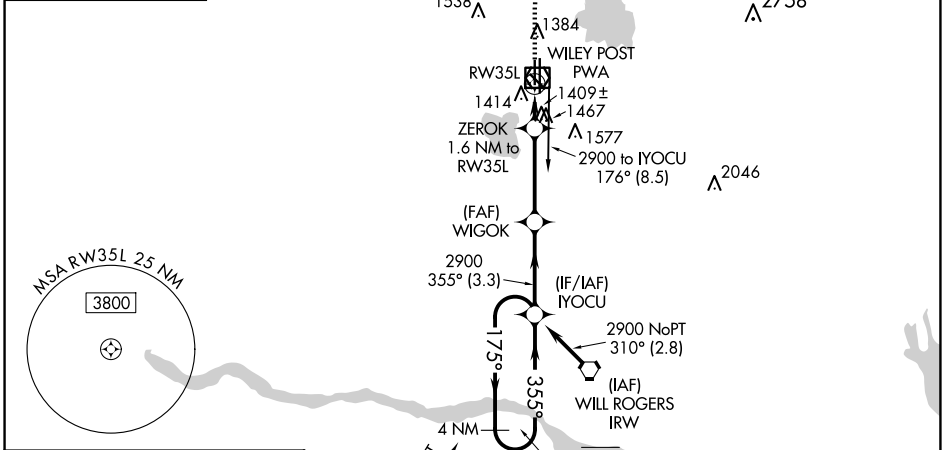 1538
1384
2758
WILEY POST
PWA
RW35L
1409±
1414
1467
ZEROK
1.6 NM to
RW35L
1577
2900 to IYOCU
176° (8.5)
2046
(FAF)
WIGOK
2900
355° (3.3)
(IF/IAF)
IYOCU
MSA RW35L 25 NM
3800
2900 NoPT
310° (2.8)
175°
355°
(IAF)
WILL ROGERS
IRW
4 NM